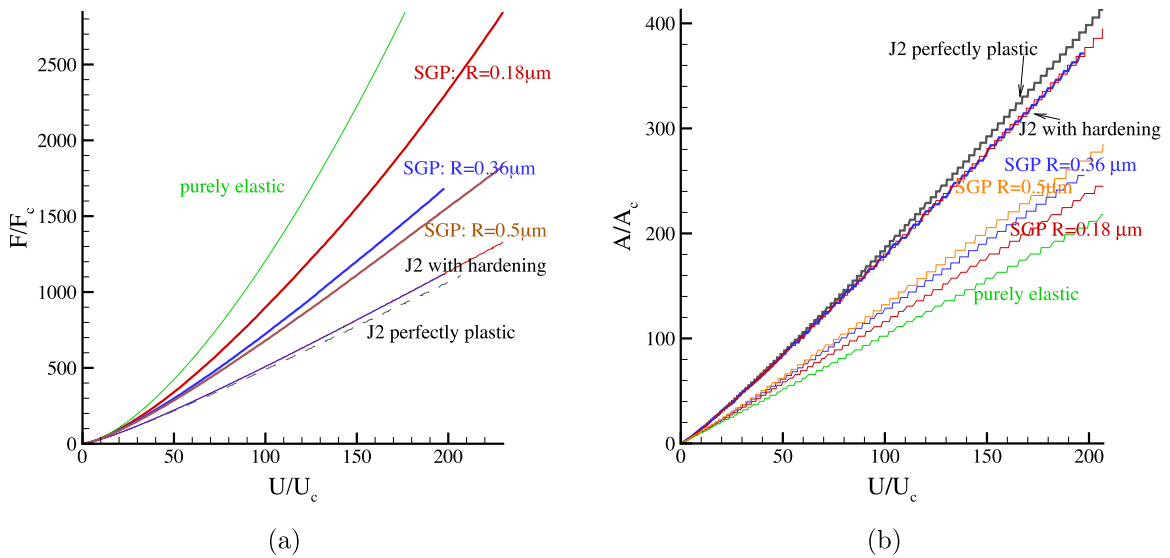 2500
2000
1500
1000
500
0
F/F_c
purely elastic
SGP: R=0.18μm
SGP: R=0.36μm
SGP: R=0.5μm
J2 with hardening
J2 perfectly plastic
0 50 100 150 200
U/U_c
(a)
400
300
200
100
0
A/A_c
J2 perfectly plastic
J2 with hardening
SGP R=0.36 μm
SGP R=0.5μm
SGP R=0.18 μm
purely elastic
0 50 100 150 200
U/U_c
(b)